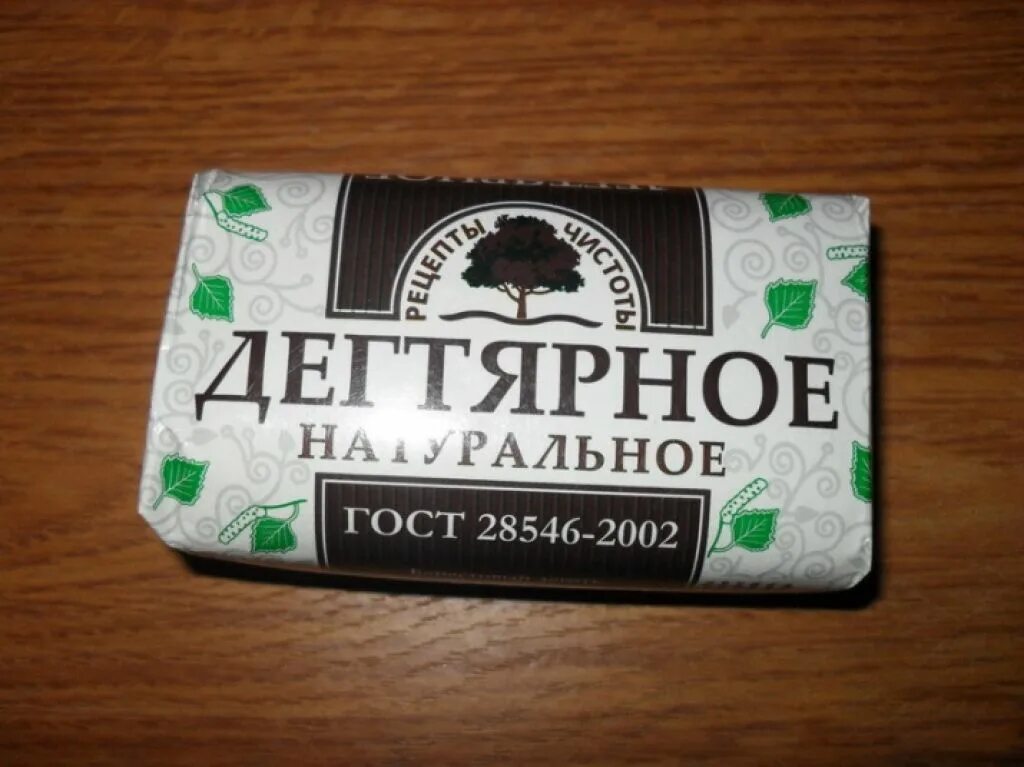 РЕЦЕПТЫ ЧИСТОТЫ
ДЕГТЯРНОЕ
НАТУРАЛЬНОЕ
ГОСТ 28546-2002